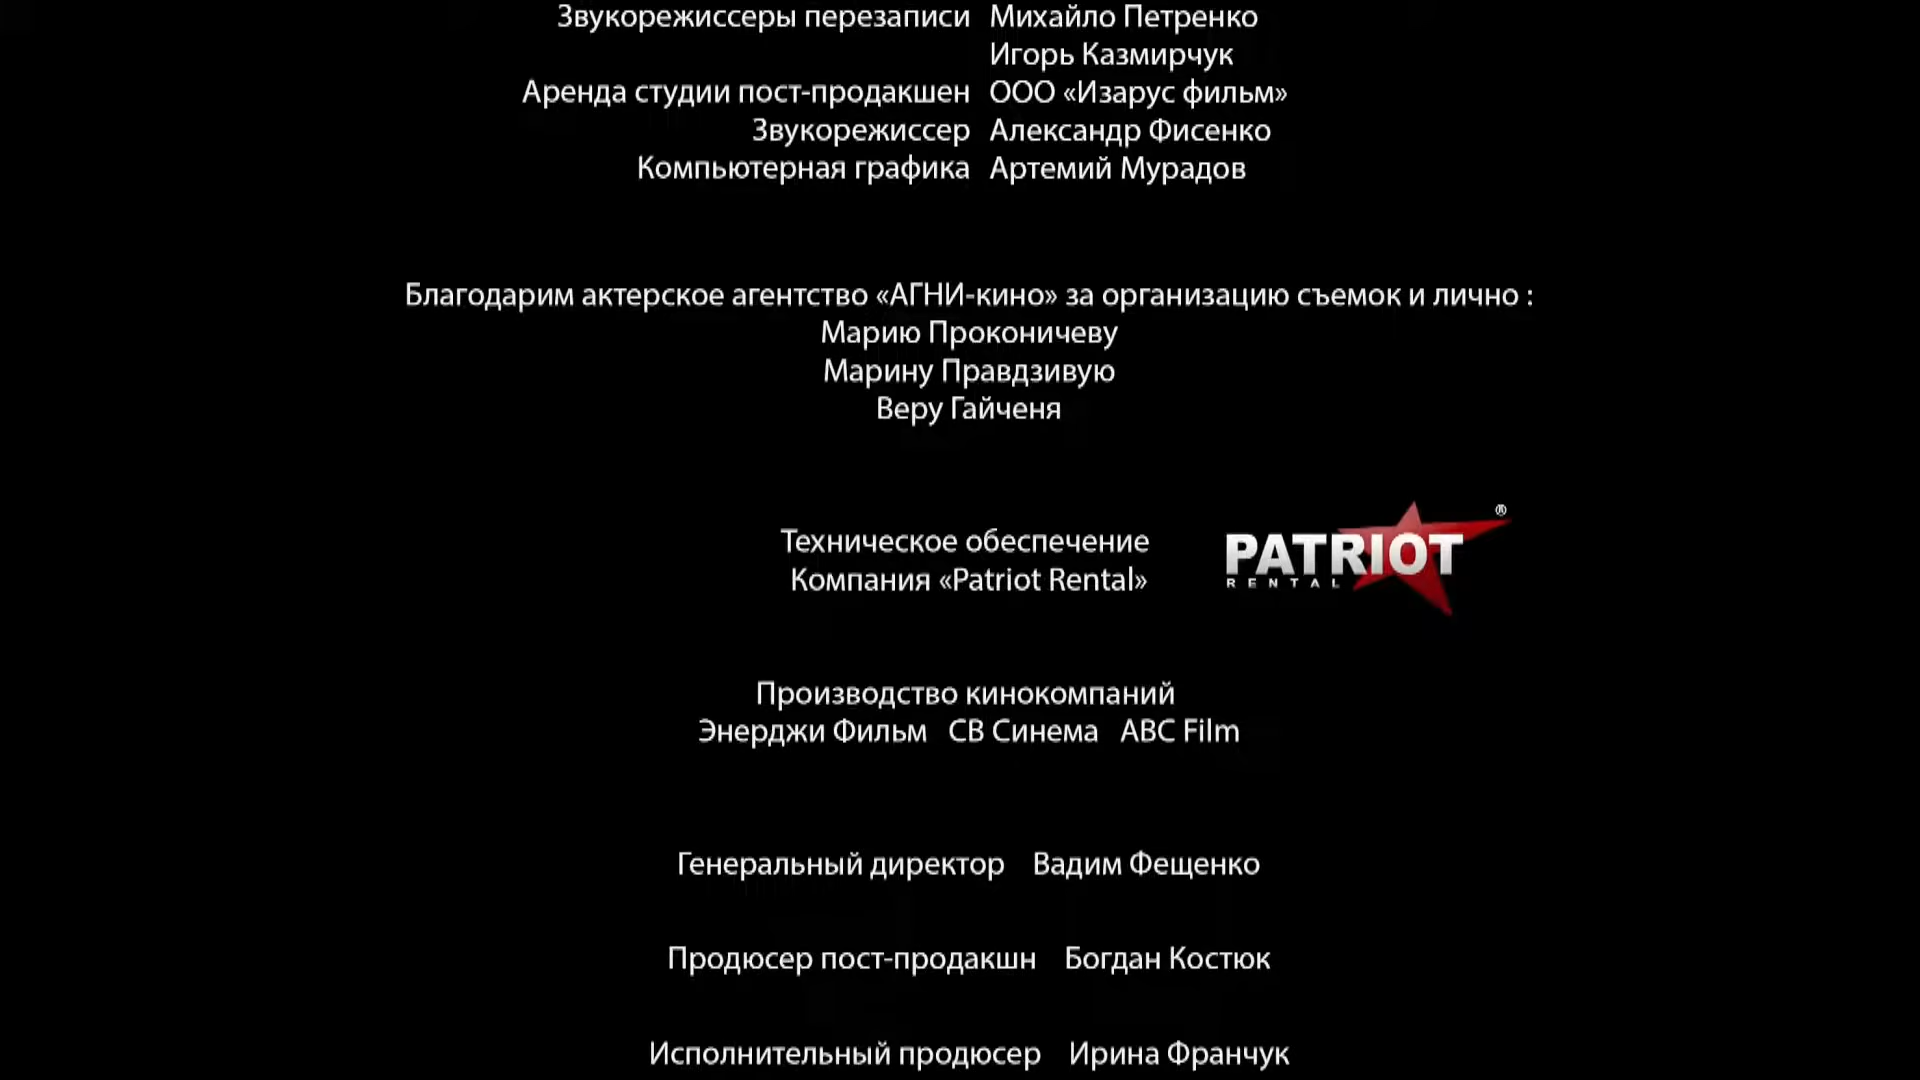 Звукорежиссеры перезаписи Михайло Петренко
Игорь Казмирчук
Аренда студии пост-продакшен ООО «Изарус фильм»
Звукорежиссер Александр Фисенко
Компьютерная графика Артемий Мурадов
Благодарим актерское агентство «АГНИ-кино» за организацию съемок и лично :
Марию Проконичеву
Марину Правдзивую
Веру Гайченя
Техническое обеспечение
Компания «Patriot Rental»
PATRIOT ®
RENTAL
Производство кинокомпаний
Энерджи Фильм СВ Синема ABC Film
Генеральный директор Вадим Фещенко
Продюсер пост-продакшн Богдан Костюк
Исполнительный продюсер Ирина Франчук